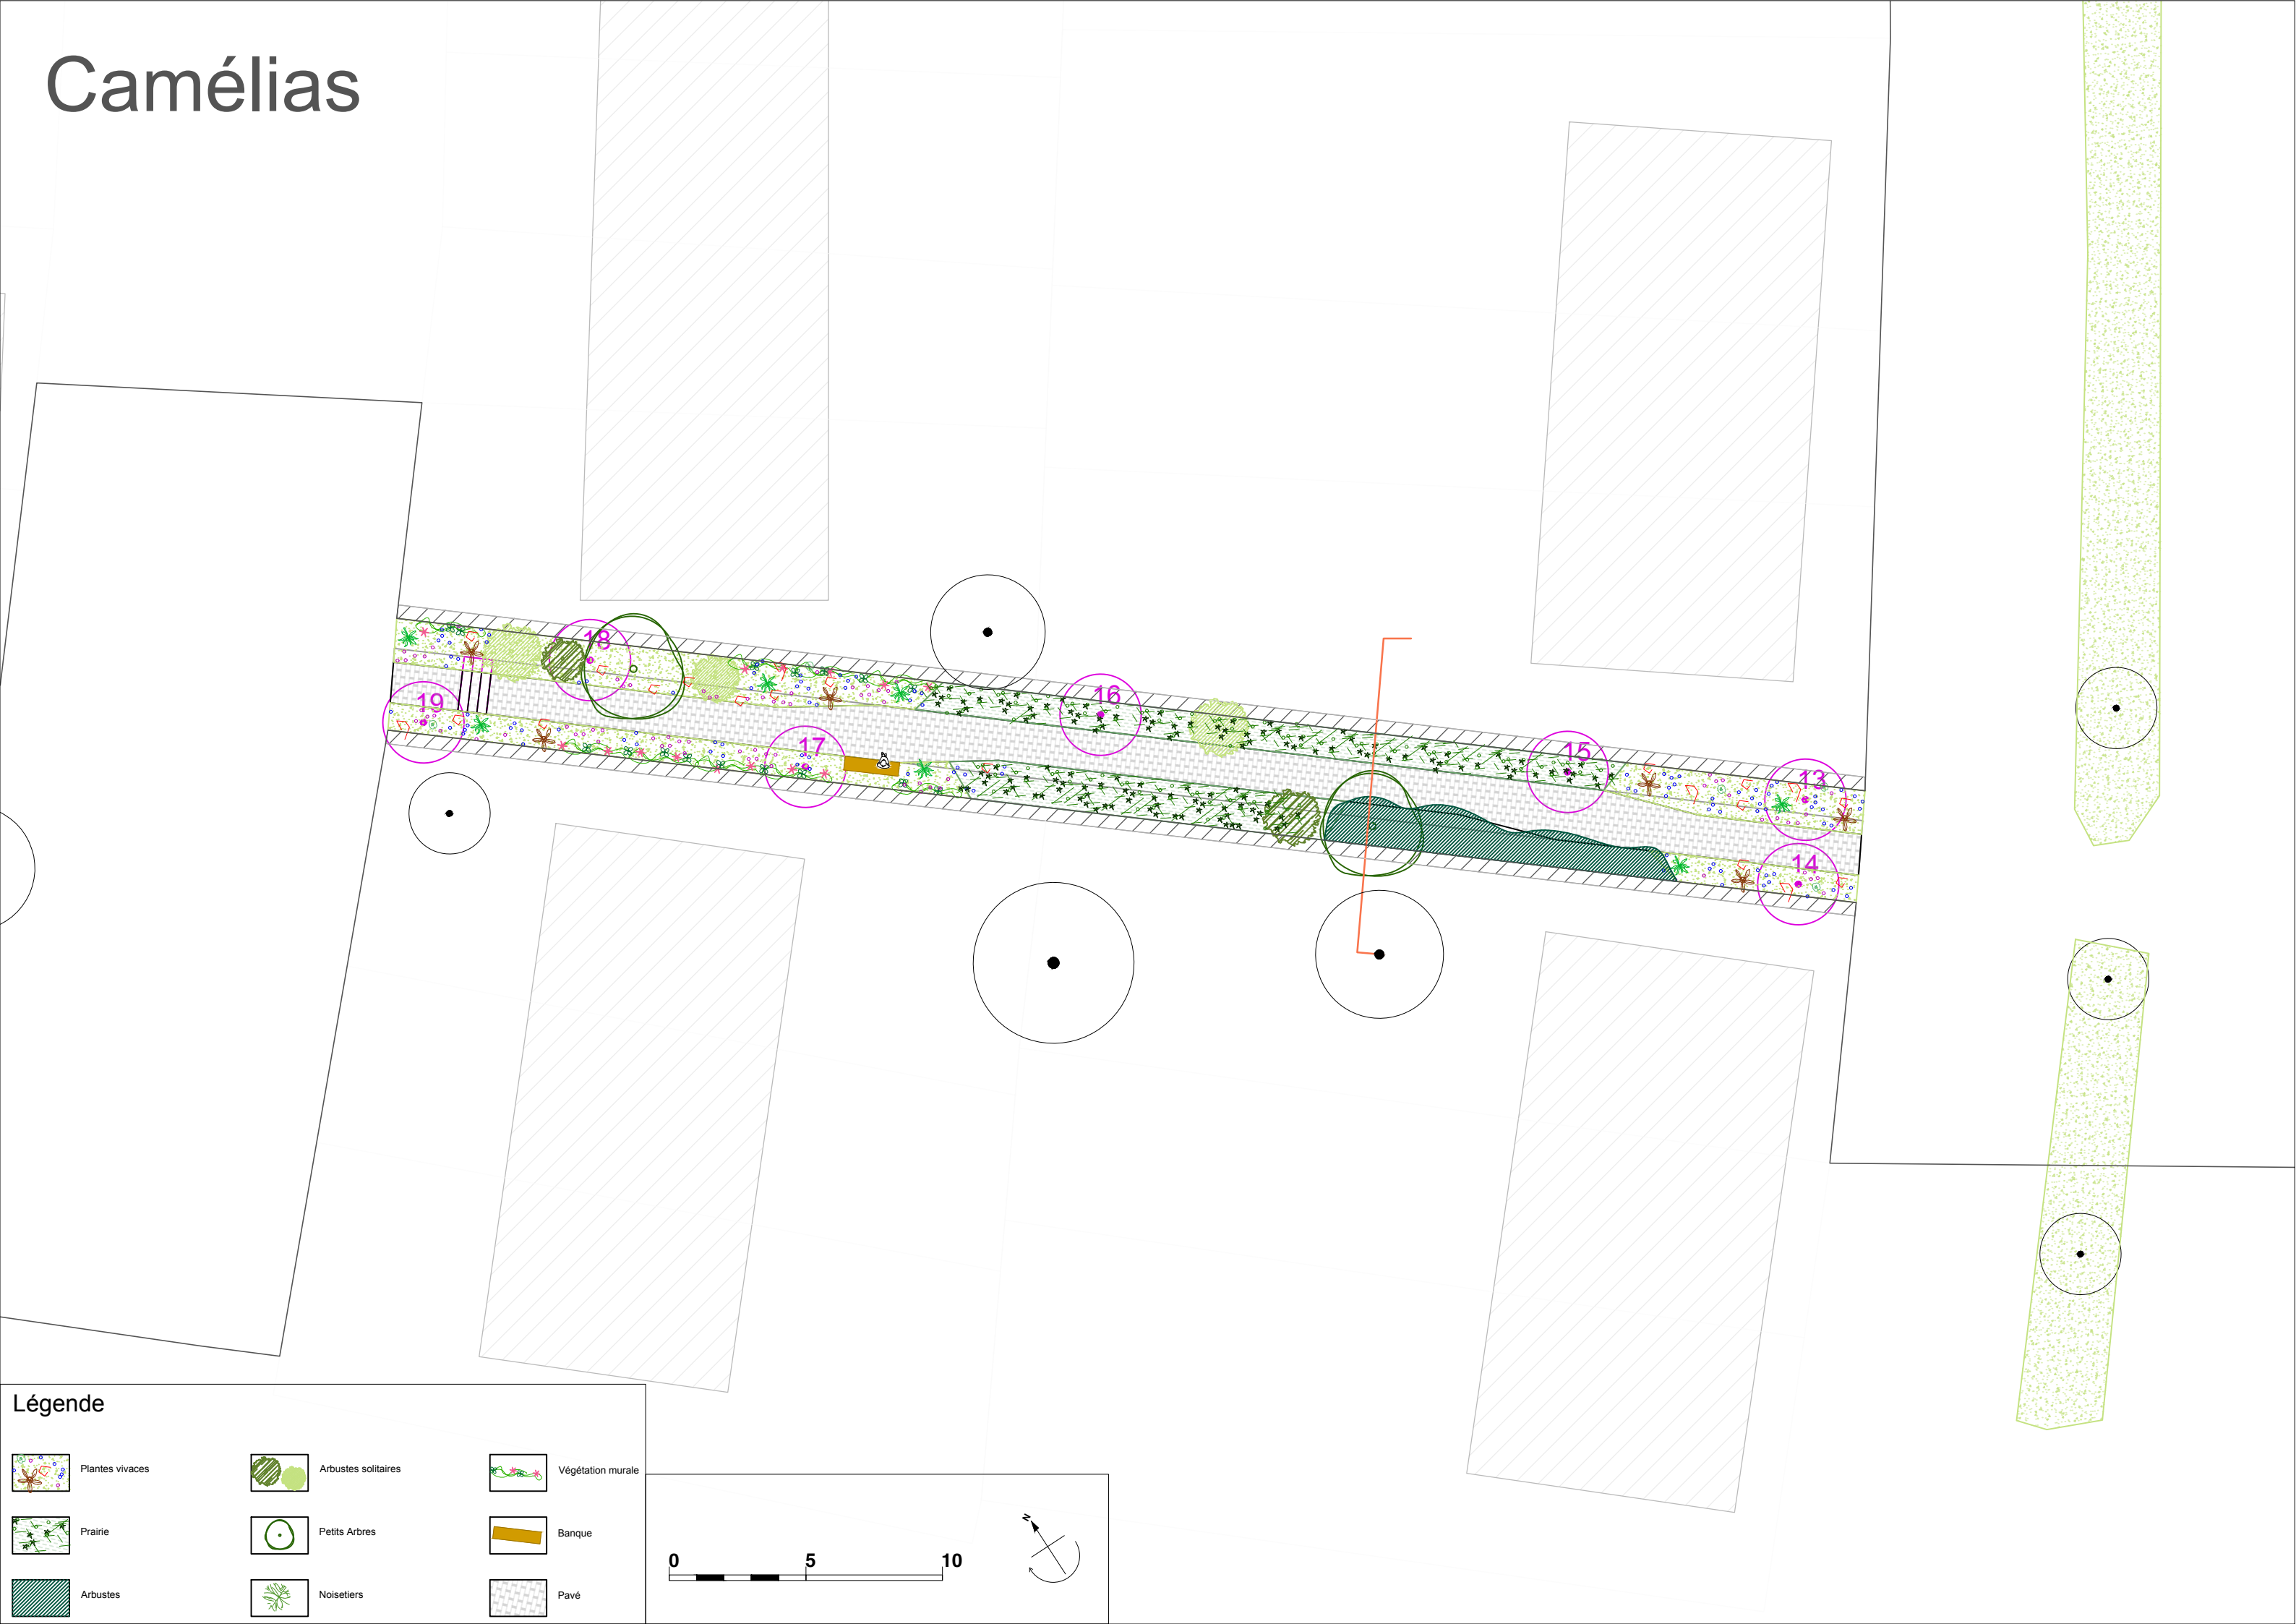 Camélias
18
19
16
17
15
13
14
Légende
Plantes vivaces
Arbustes solitaires
Végétation murale
Prairie
Petits Arbres
Banque
Arbustes
Noisetiers
Pavé
0 5 10
N